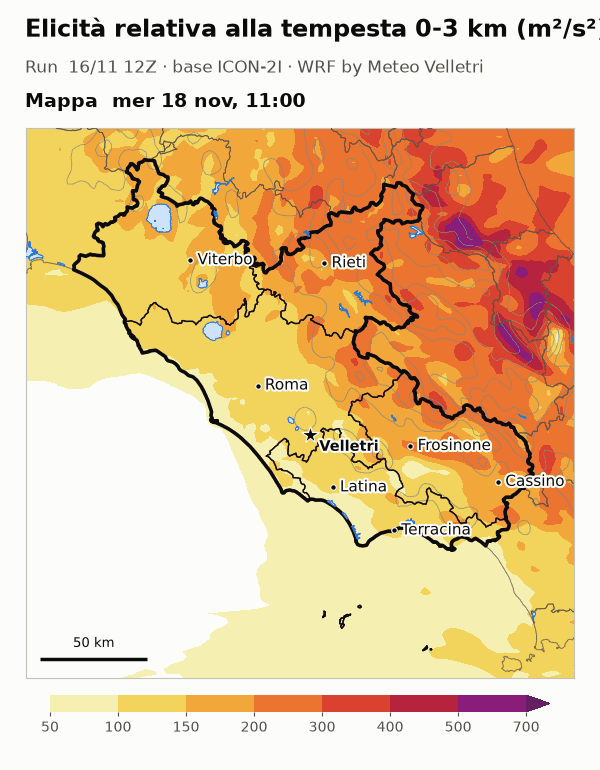 Elicità relativa alla tempesta 0-3 km (m²/s²)
Run 16/11 12Z · base ICON-2I · WRF by Meteo Velletri
Mappa mer 18 nov, 11:00
Viterbo
Rieti
Roma
Velletri
Frosinone
Latina
Cassino
Terracina
50 km
50 100 150 200 300 400 500 700